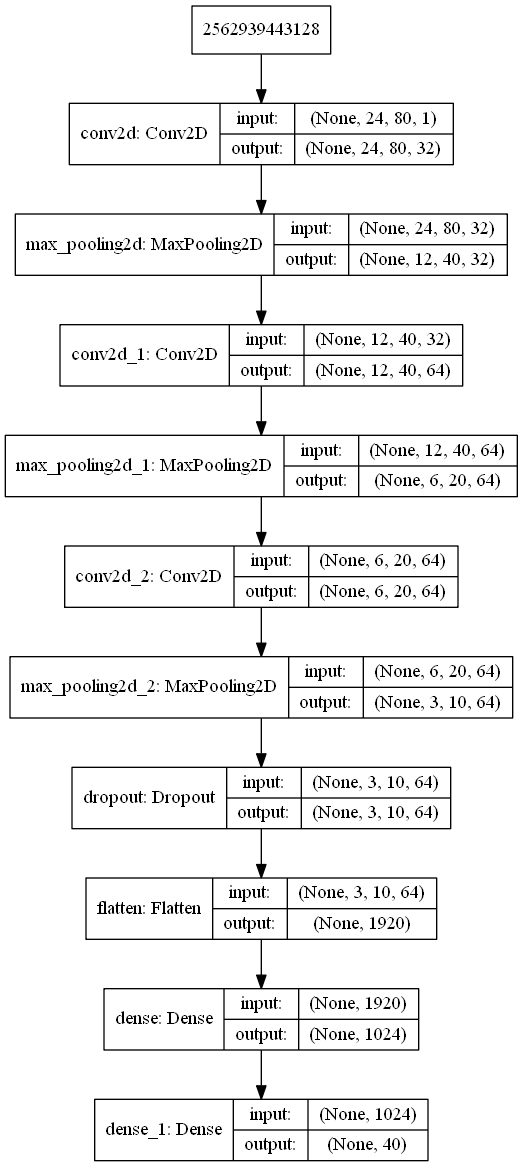 2562939443128
conv2d: Conv2D
input: (None, 24, 80, 1)
output: (None, 24, 80, 32)
max_pooling2d: MaxPooling2D
input: (None, 24, 80, 32)
output: (None, 12, 40, 32)
conv2d_1: Conv2D
input: (None, 12, 40, 32)
output: (None, 12, 40, 64)
max_pooling2d_1: MaxPooling2D
input: (None, 12, 40, 64)
output: (None, 6, 20, 64)
conv2d_2: Conv2D
input: (None, 6, 20, 64)
output: (None, 6, 20, 64)
max_pooling2d_2: MaxPooling2D
input: (None, 6, 20, 64)
output: (None, 3, 10, 64)
dropout: Dropout
input: (None, 3, 10, 64)
output: (None, 3, 10, 64)
flatten: Flatten
input: (None, 3, 10, 64)
output: (None, 1920)
dense: Dense
input: (None, 1920)
output: (None, 1024)
dense_1: Dense
input: (None, 1024)
output: (None, 40)